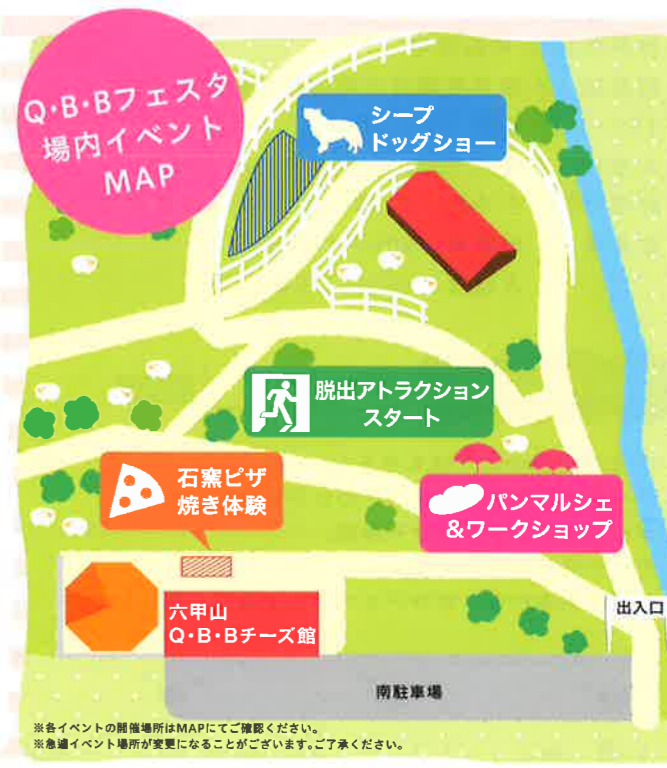 Q・B・Bフェスタ
場内イベント
MAP
シープ
ドッグショー
脱出アトラクション
スタート
石窯ピザ
焼き体験
パンマルシェ
&ワークショップ
六甲山
Q・B・Bチーズ館
出入口
南駐車場
※各イベントの開催場所はMAPにてご確認ください。
※急遽イベント場所が変更になることがございます。ご了承ください。